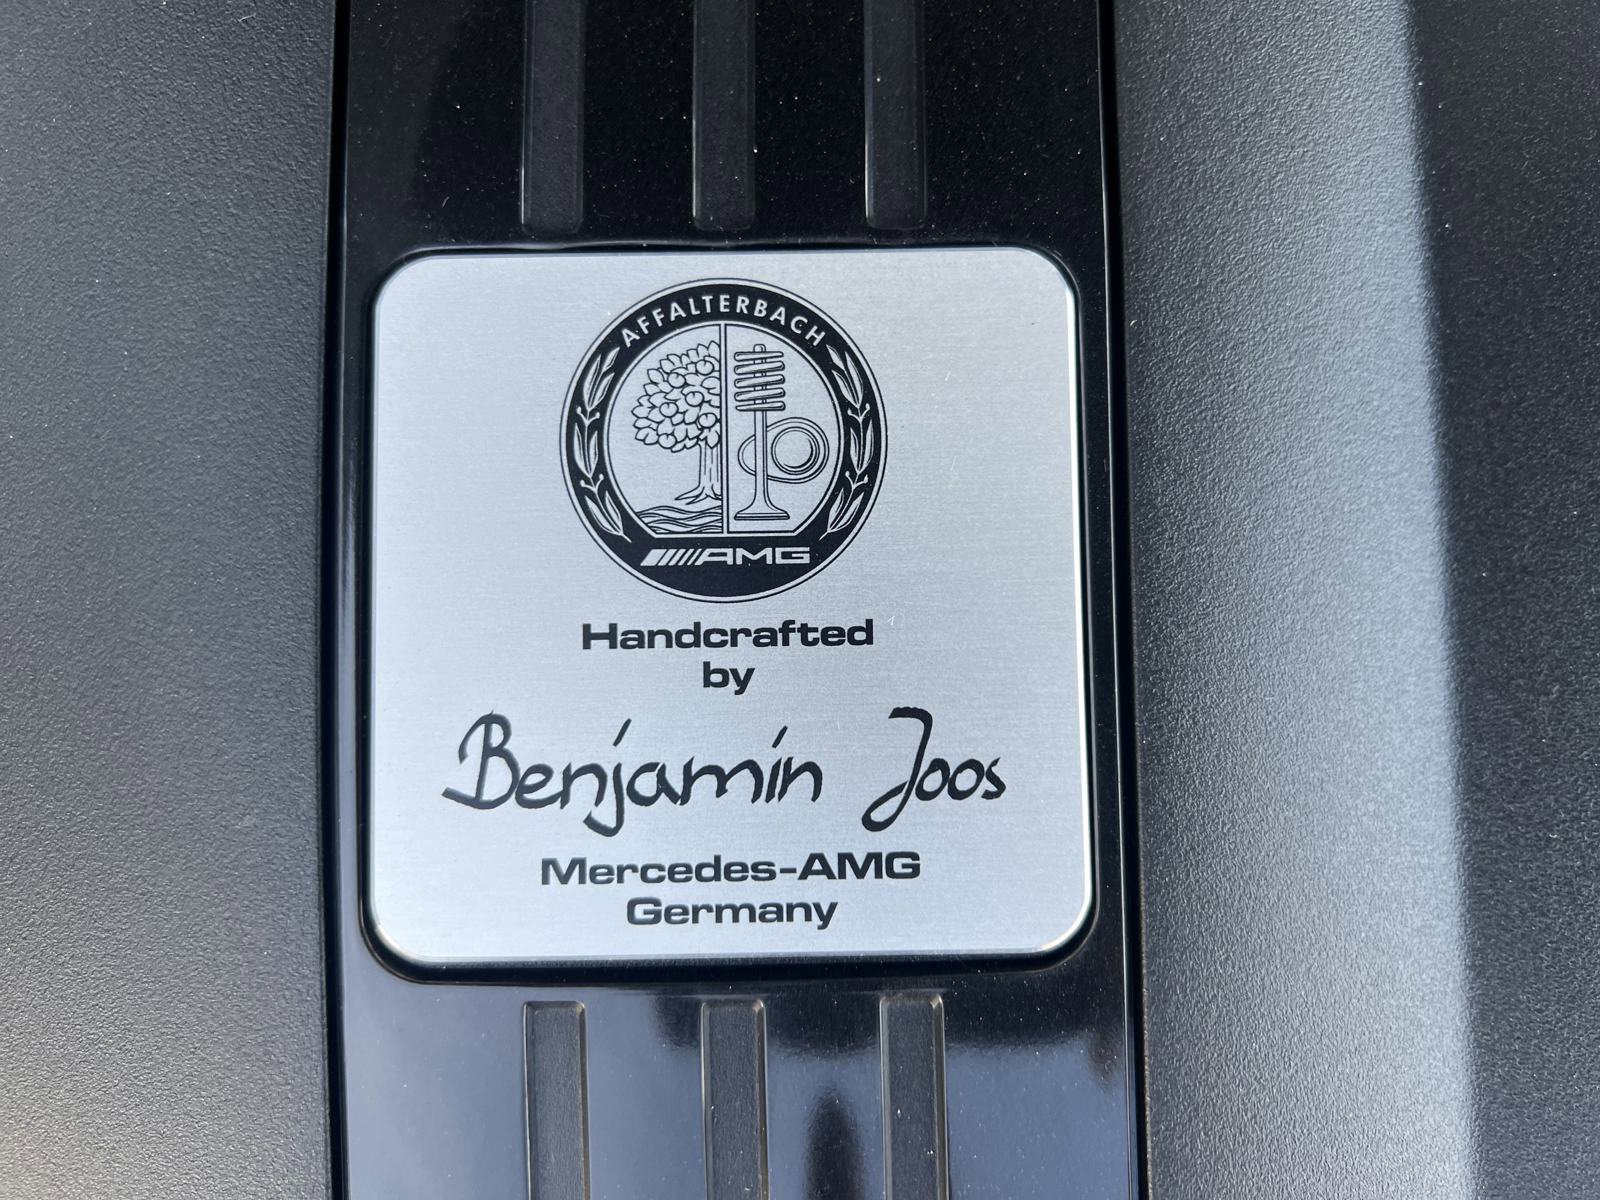 AFFALTERBACH
AMG
Handcrafted
by
Benjamin Joos
Mercedes-AMG
Germany